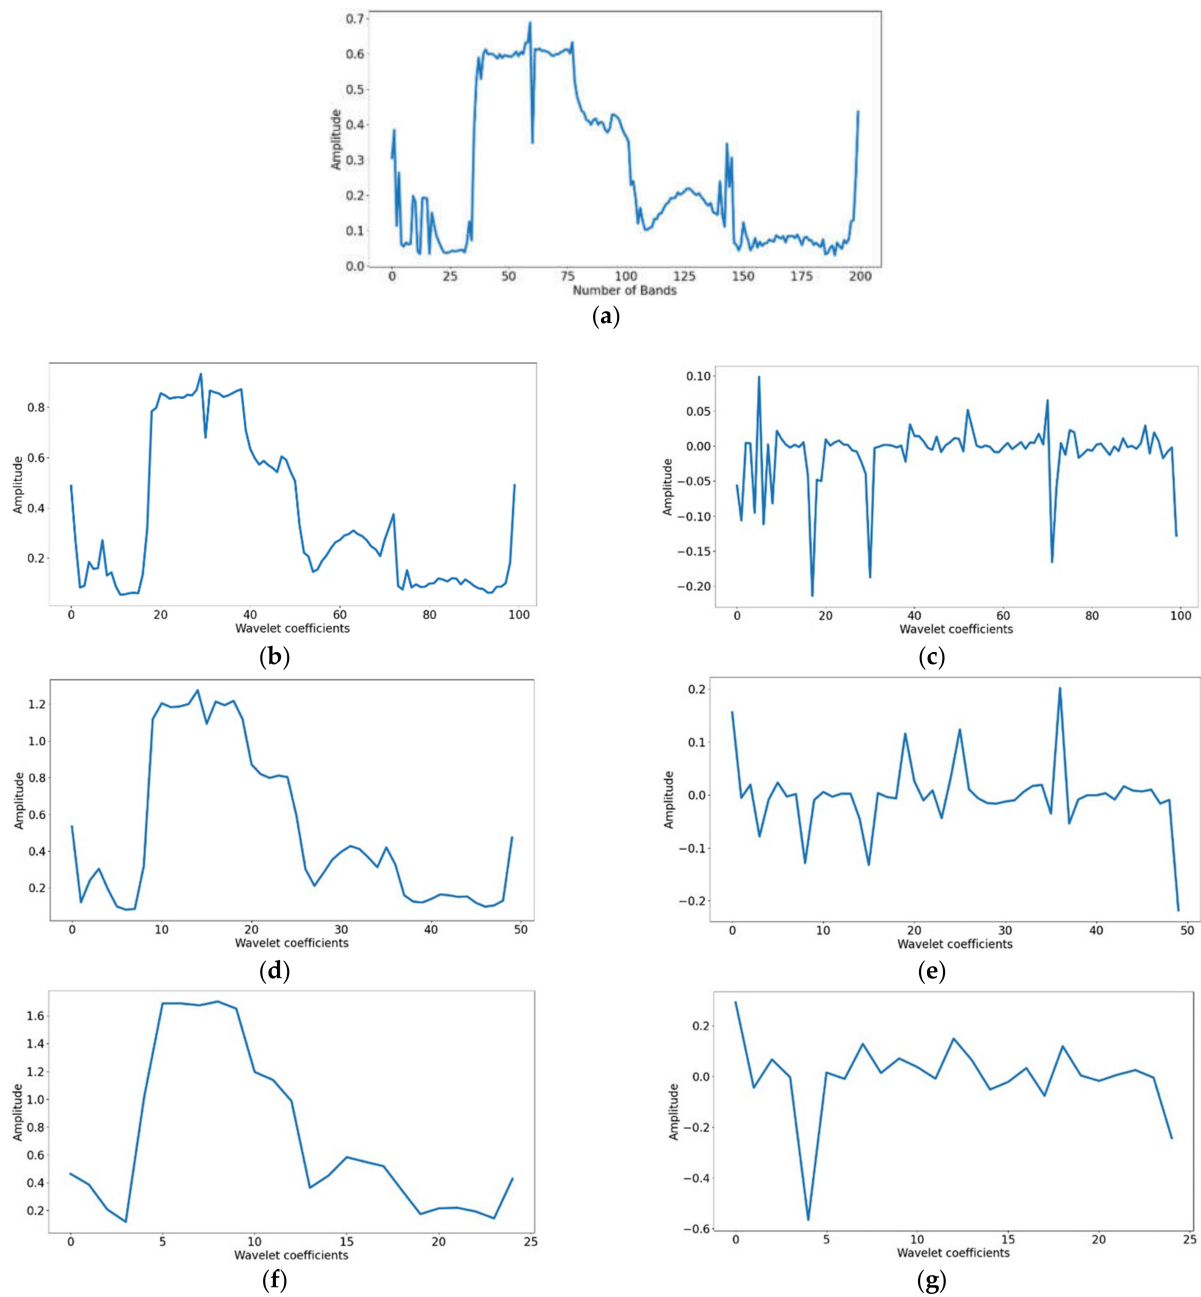 0.7
0.6
0.5
0.4
0.3
0.2
0.1
0.0
Amplitude
0 25 50 75 100 125 150 175 200
Number of Bands
(a)
0.8
0.6
0.4
0.2
Amplitude
0 20 40 60 80 100
Wavelet coefficients
(b)
0.10
0.05
0.00
−0.05
−0.10
−0.15
−0.20
Amplitude
0 20 40 60 80 100
Wavelet coefficients
(c)
1.2
1.0
0.8
0.6
0.4
0.2
Amplitude
0 10 20 30 40 50
Wavelet coefficients
(d)
0.2
0.1
0.0
−0.1
−0.2
Amplitude
0 10 20 30 40 50
Wavelet coefficients
(e)
1.6
1.4
1.2
1.0
0.8
0.6
0.4
0.2
Amplitude
0 5 10 15 20 25
Wavelet coefficients
(f)
0.2
0.0
−0.2
−0.4
−0.6
Amplitude
0 5 10 15 20 25
Wavelet coefficients
(g)